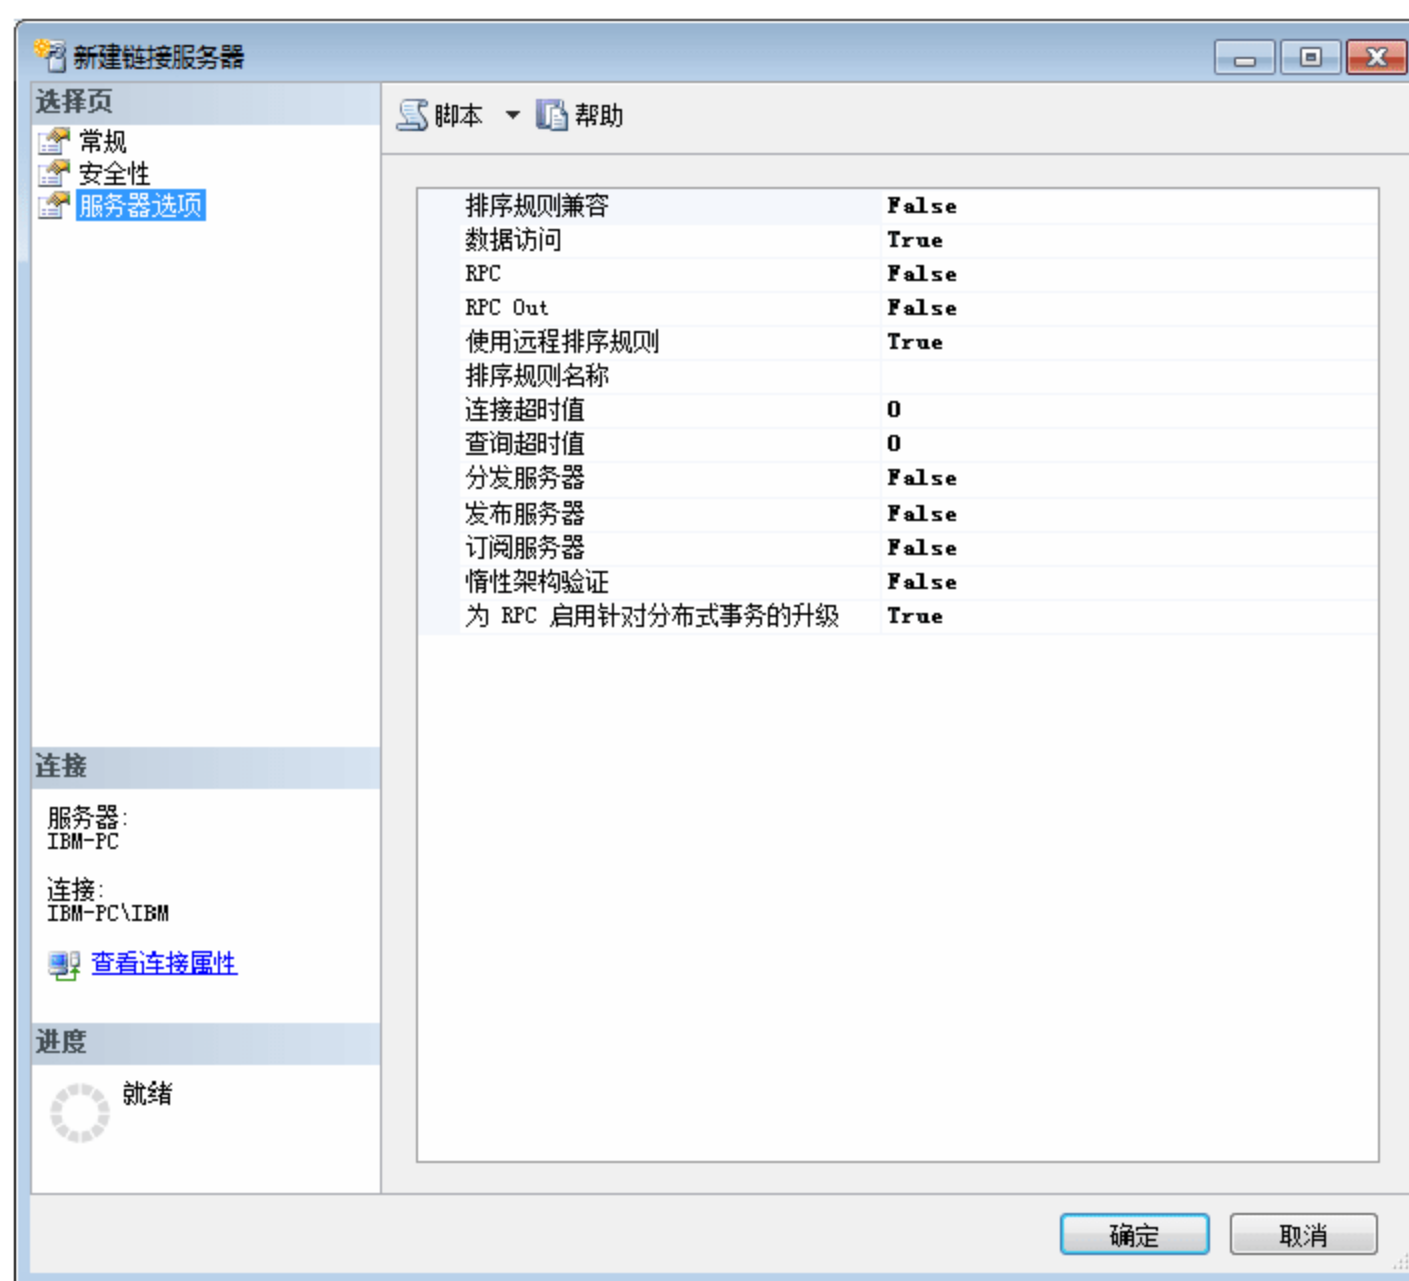 新建链接服务器
选择页
常规
安全性
服务器选项
脚本 帮助
排序规则兼容 False
数据访问 True
RPC False
RPC Out False
使用远程排序规则 True
排序规则名称
连接超时值 0
查询超时值 0
分发服务器 False
发布服务器 False
订阅服务器 False
惰性架构验证 False
为 RPC 启用针对分布式事务的升级 True
连接
服务器:
IBM-PC
连接:
IBM-PC\IBM
查看连接属性
进度
就绪
确定 取消